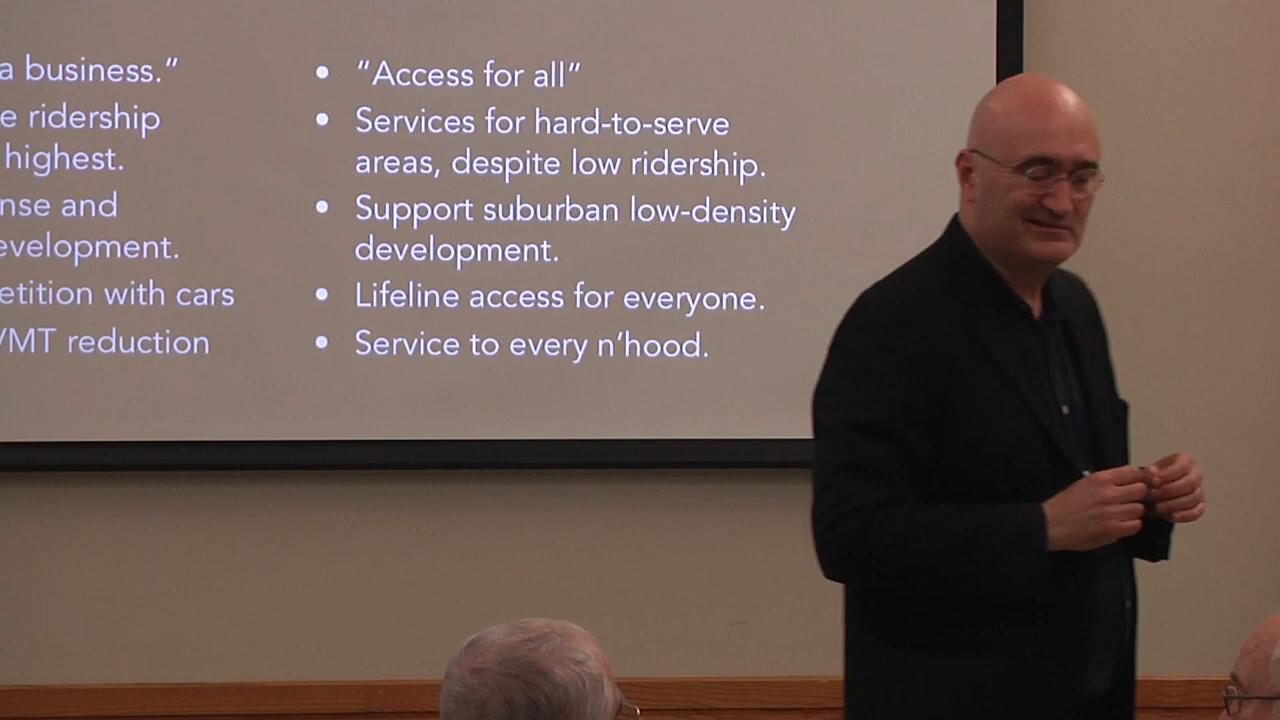 a business."
e ridership
highest.
nse and
evelopment.
etition with cars
VMT reduction
• "Access for all"
• Services for hard-to-serve
areas, despite low ridership.
• Support suburban low-density
development.
• Lifeline access for everyone.
• Service to every n'hood.